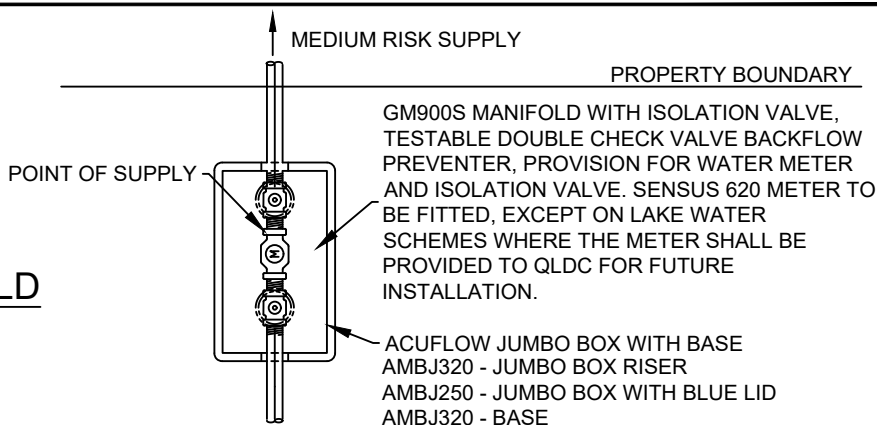 MEDIUM RISK SUPPLY
PROPERTY BOUNDARY
GM900S MANIFOLD WITH ISOLATION VALVE,
TESTABLE DOUBLE CHECK VALVE BACKFLOW
PREVENTER, PROVISION FOR WATER METER
AND ISOLATION VALVE. SENSUS 620 METER TO
BE FITTED, EXCEPT ON LAKE WATER
SCHEMES WHERE THE METER SHALL BE
PROVIDED TO QLDC FOR FUTURE
INSTALLATION.
POINT OF SUPPLY
M
LD
ACUFLOW JUMBO BOX WITH BASE
AMBJ320 - JUMBO BOX RISER
AMBJ250 - JUMBO BOX WITH BLUE LID
AMBJ320 - BASE